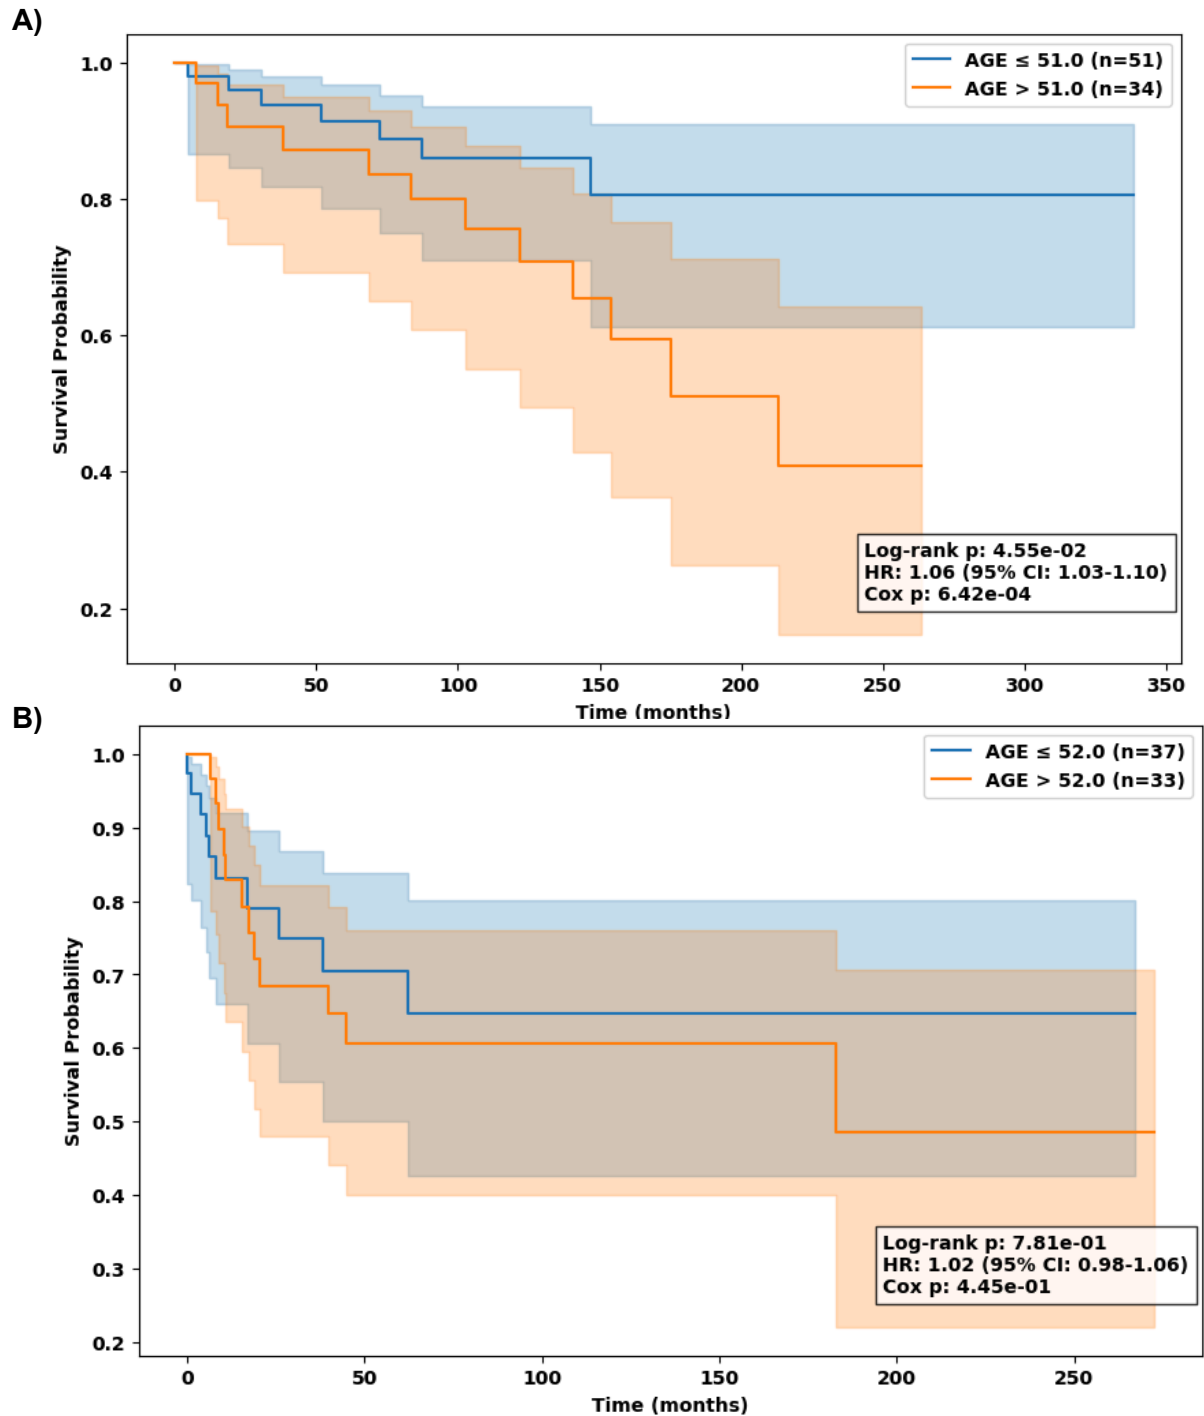 A)
AGE ≤ 51.0 (n=51)
AGE > 51.0 (n=34)
1.0
0.8
0.6
0.4
0.2
Survival Probability
Log-rank p: 4.55e-02
HR: 1.06 (95% CI: 1.03-1.10)
Cox p: 6.42e-04
0 50 100 150 200 250 300 350
Time (months)
B)
AGE ≤ 52.0 (n=37)
AGE > 52.0 (n=33)
1.0
0.9
0.8
0.7
0.6
0.5
0.4
0.3
0.2
Survival Probability
Log-rank p: 7.81e-01
HR: 1.02 (95% CI: 0.98-1.06)
Cox p: 4.45e-01
0 50 100 150 200 250
Time (months)